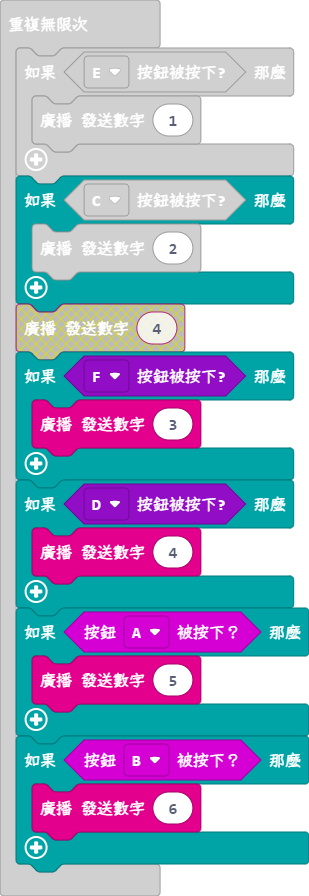 重複無限次
如果 E 按鈕被按下? 那麼
廣播 發送數字 1
如果 C 按鈕被按下? 那麼
廣播 發送數字 2
廣播 發送數字 4
如果 F 按鈕被按下? 那麼
廣播 發送數字 3
如果 D 按鈕被按下? 那麼
廣播 發送數字 4
如果 按鈕 A 被按下？ 那麼
廣播 發送數字 5
如果 按鈕 B 被按下？ 那麼
廣播 發送數字 6